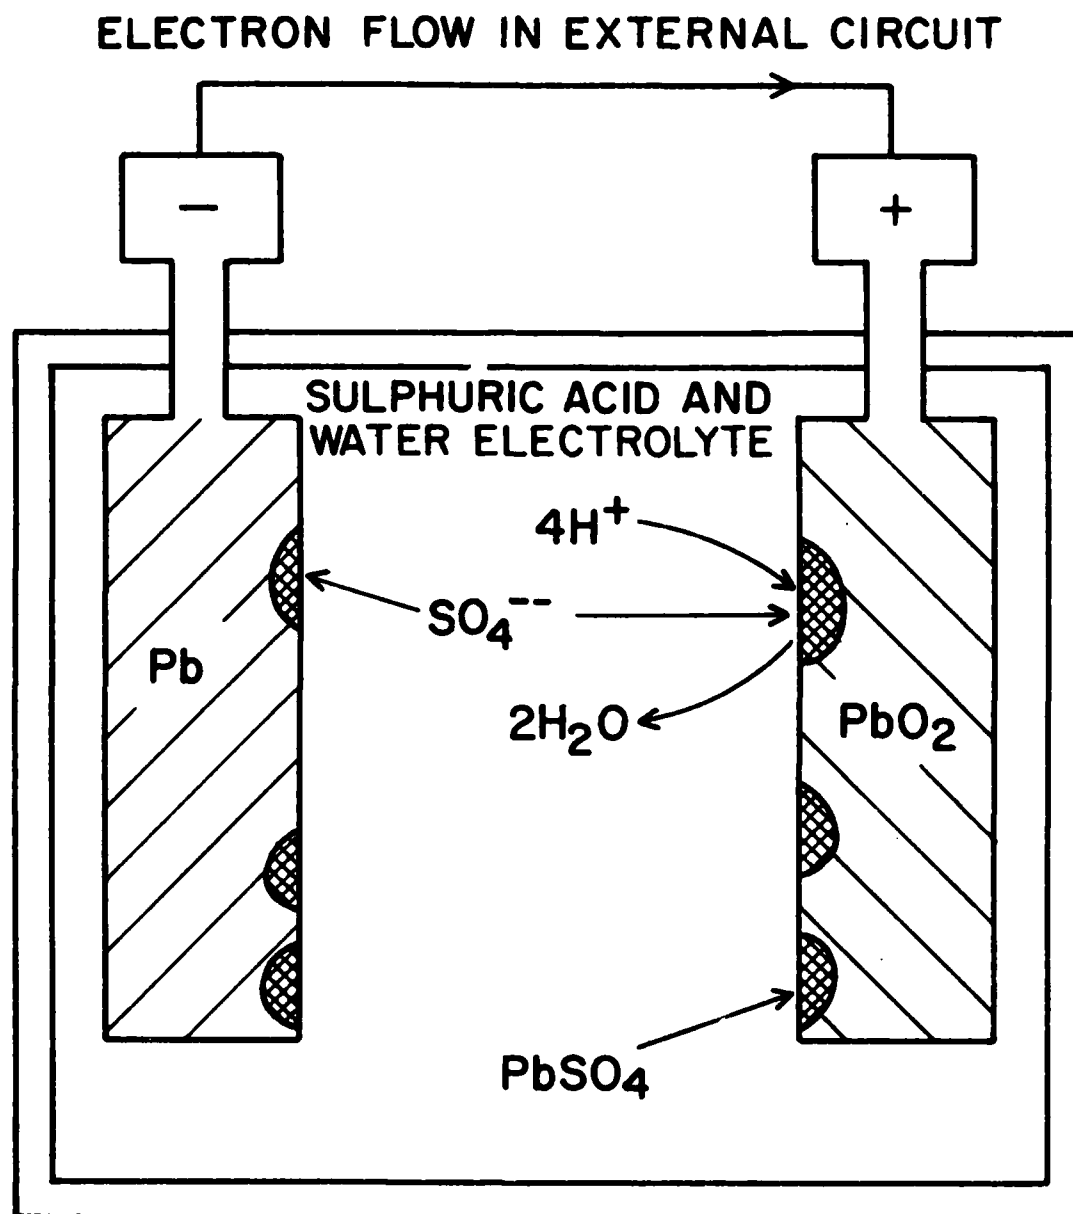 ELECTRON FLOW IN EXTERNAL CIRCUIT
−
+
SULPHURIC ACID AND
WATER ELECTROLYTE
4H⁺
SO₄⁻⁻
Pb
2H₂O
PbO₂
PbSO₄